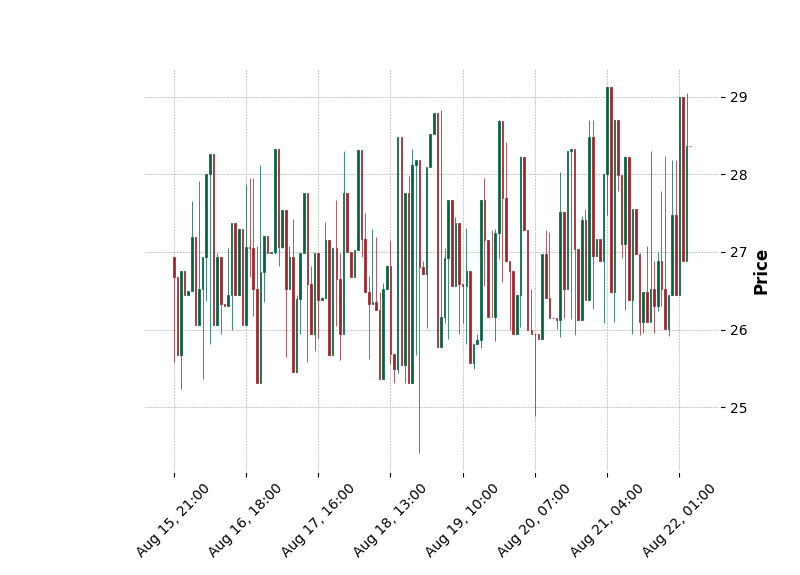 29
28
27
26
25
Price
Aug 15, 21:00
Aug 16, 18:00
Aug 17, 16:00
Aug 18, 13:00
Aug 19, 10:00
Aug 20, 07:00
Aug 21, 04:00
Aug 22, 01:00